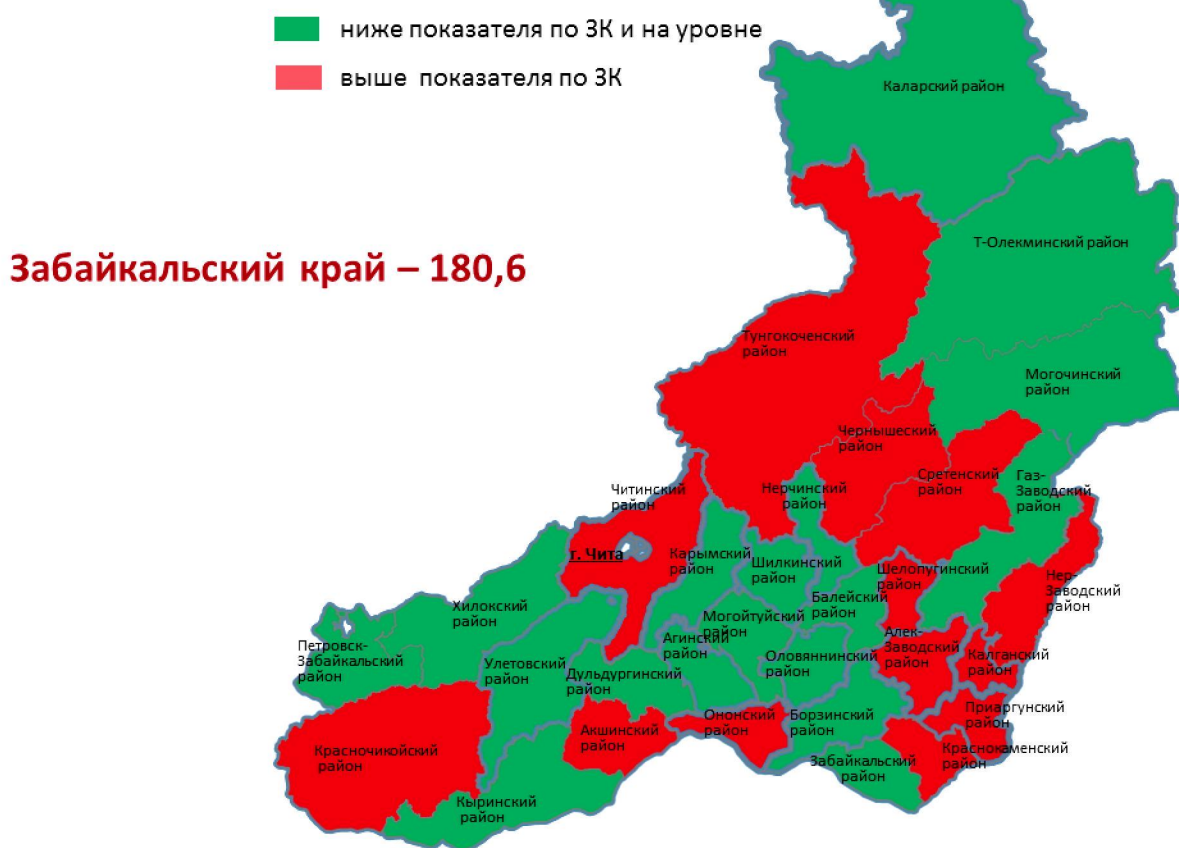 ниже показателя по ЗК и на уровне
выше показателя по ЗК
Каларский район
Забайкальский край – 180,6
Т-Олекминский район
Тунгокоченский
район
Могочинский
район
Чернышеский
район
Сретенский
район
Газ-
Заводский
район
Читинский
район
Нерчинский
район
г. Чита
Карымский
район
Шилкинский
район
Шелопугинский
район
Нер-
Заводский
район
Балейский
район
Хилокский
район
Могойтуйский
район
Петровск-
Забайкальский
район
Улетовский
район
Агинский
район
Оловяннинский
район
Алек-
Заводский
район
Калганский
район
Дульдургинский
район
Акшинский
район
Ононский
район
Борзинский
район
Приаргунский
район
Красночикойский
район
Забайкальский
район
Краснокаменский
район
Кыринский
район